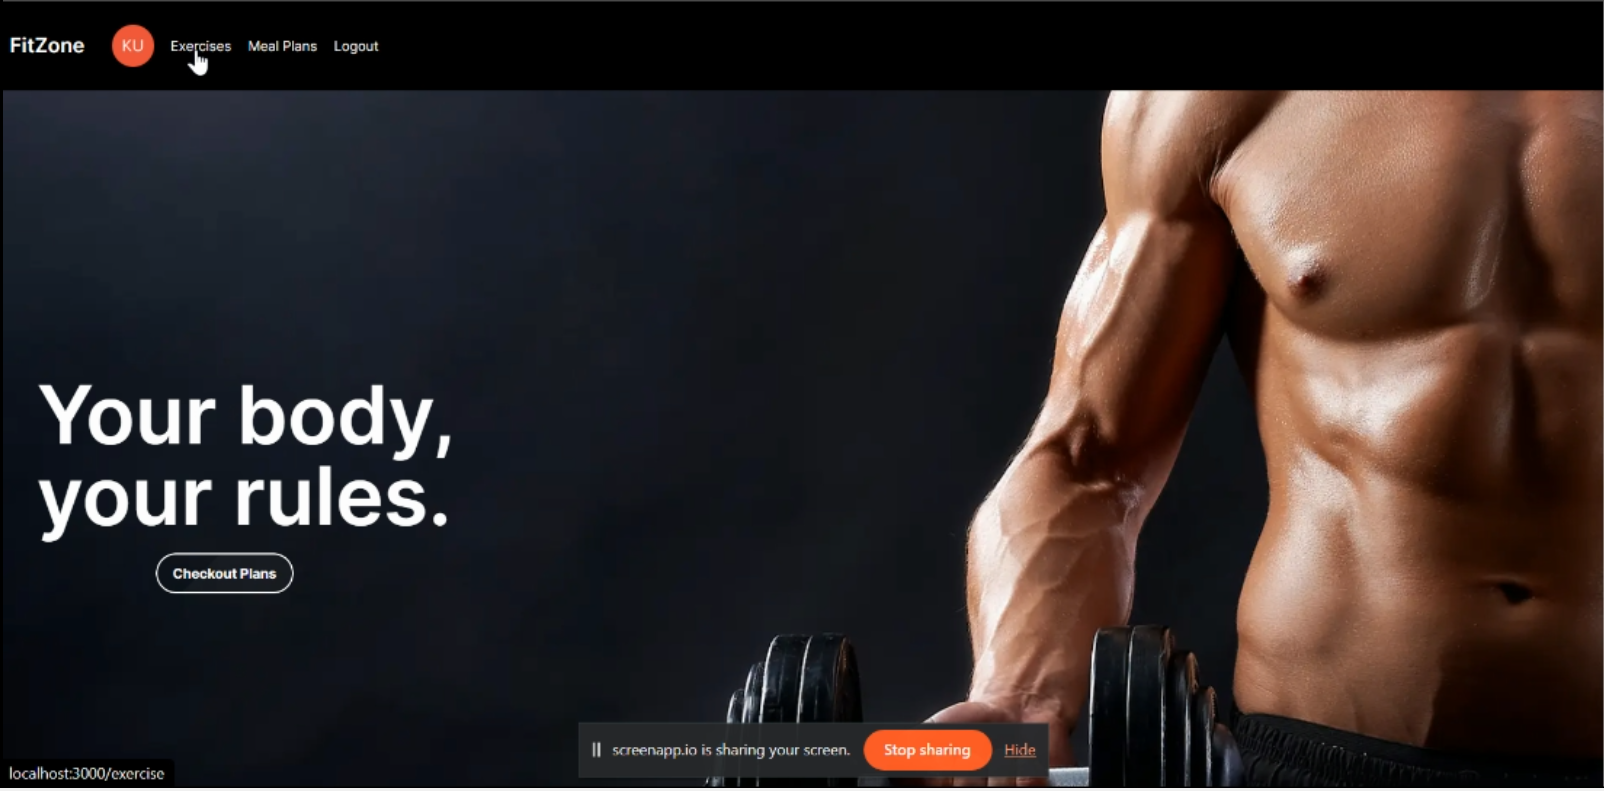 FitZone KU Exercises Meal Plans Logout
Your body,
your rules.
Checkout Plans
screenapp.io is sharing your screen. Stop sharing Hide
localhost:3000/exercise